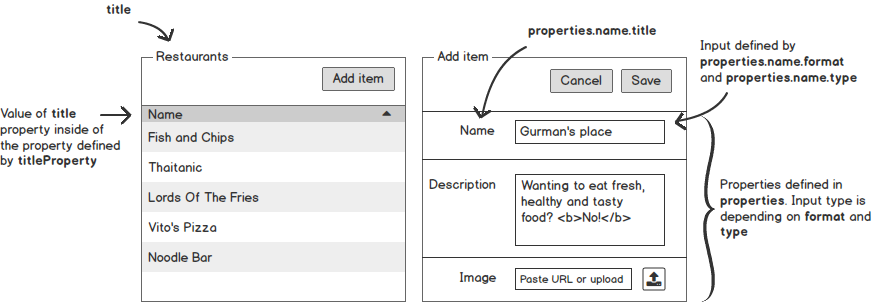 title
Restaurants
Add item
Value of title
property inside of
the property defined
by titleProperty
Name
Fish and Chips
Thaitanic
Lords Of The Fries
Vito's Pizza
Noodle Bar
properties.name.title
Add item
Cancel
Save
Input defined by
properties.name.format
and properties.name.type
Name
Gurman's place
Description
Wanting to eat fresh,
healthy and tasty
food? <b>No!</b>
Image
Paste URL or upload
Properties defined in
properties. Input type is
depending on format and
type